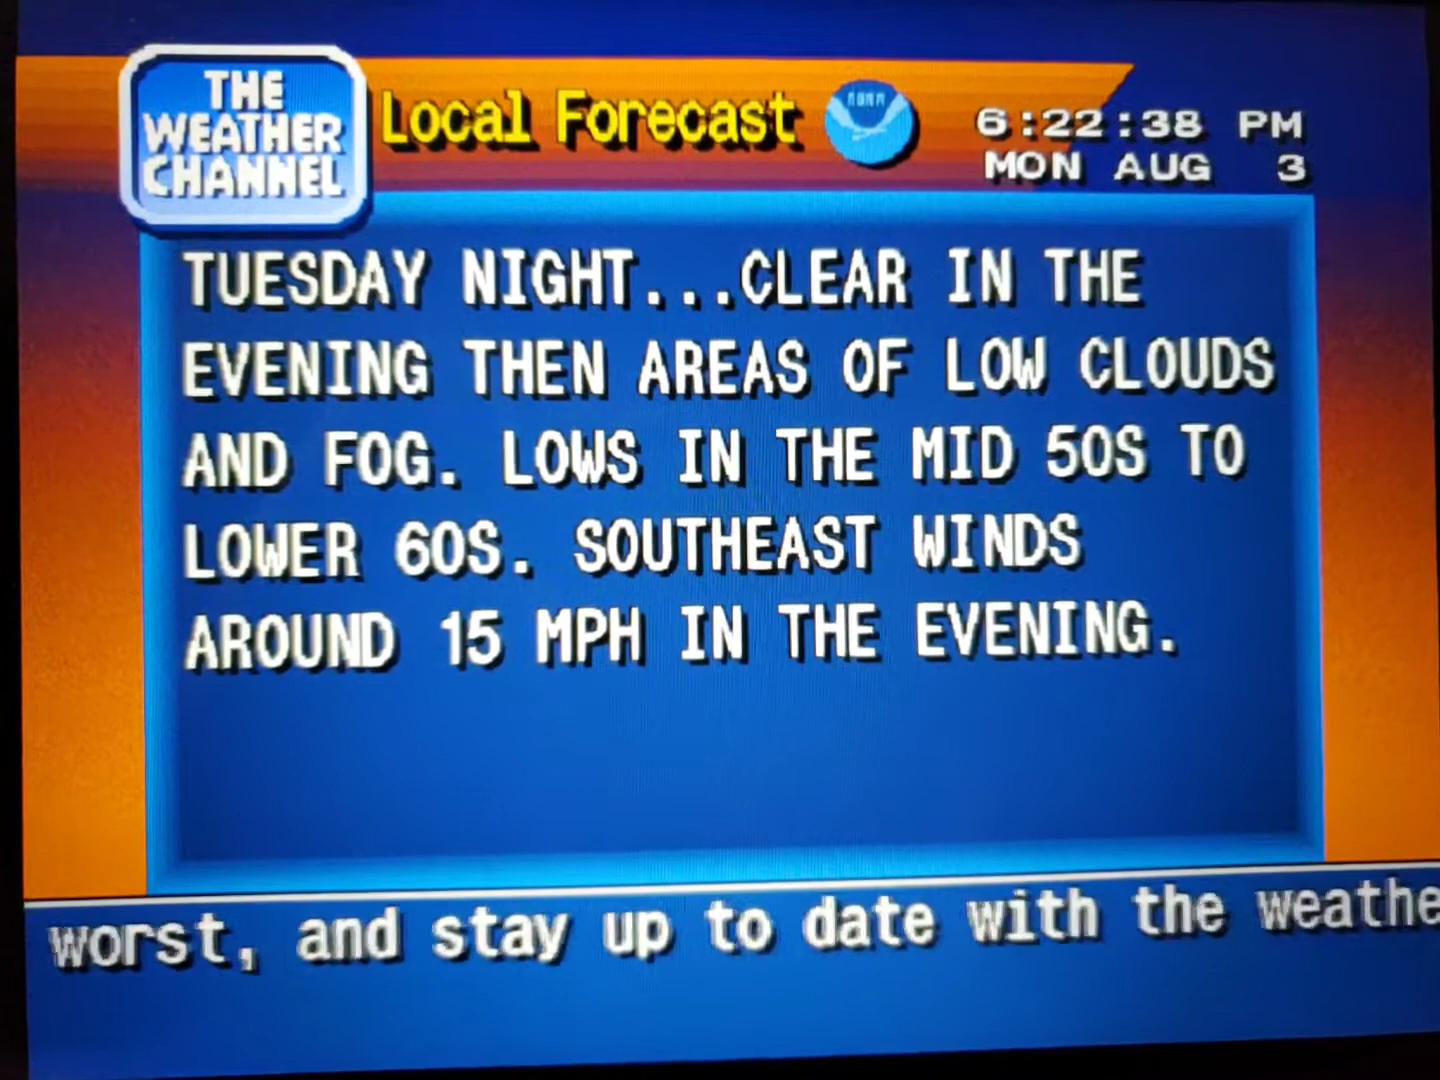 THE
WEATHER
CHANNEL
Local Forecast
NOAA
6:22:38 PM
MON AUG 3
TUESDAY NIGHT...CLEAR IN THE
EVENING THEN AREAS OF LOW CLOUDS
AND FOG. LOWS IN THE MID 50S TO
LOWER 60S. SOUTHEAST WINDS
AROUND 15 MPH IN THE EVENING.
worst, and stay up to date with the weathe